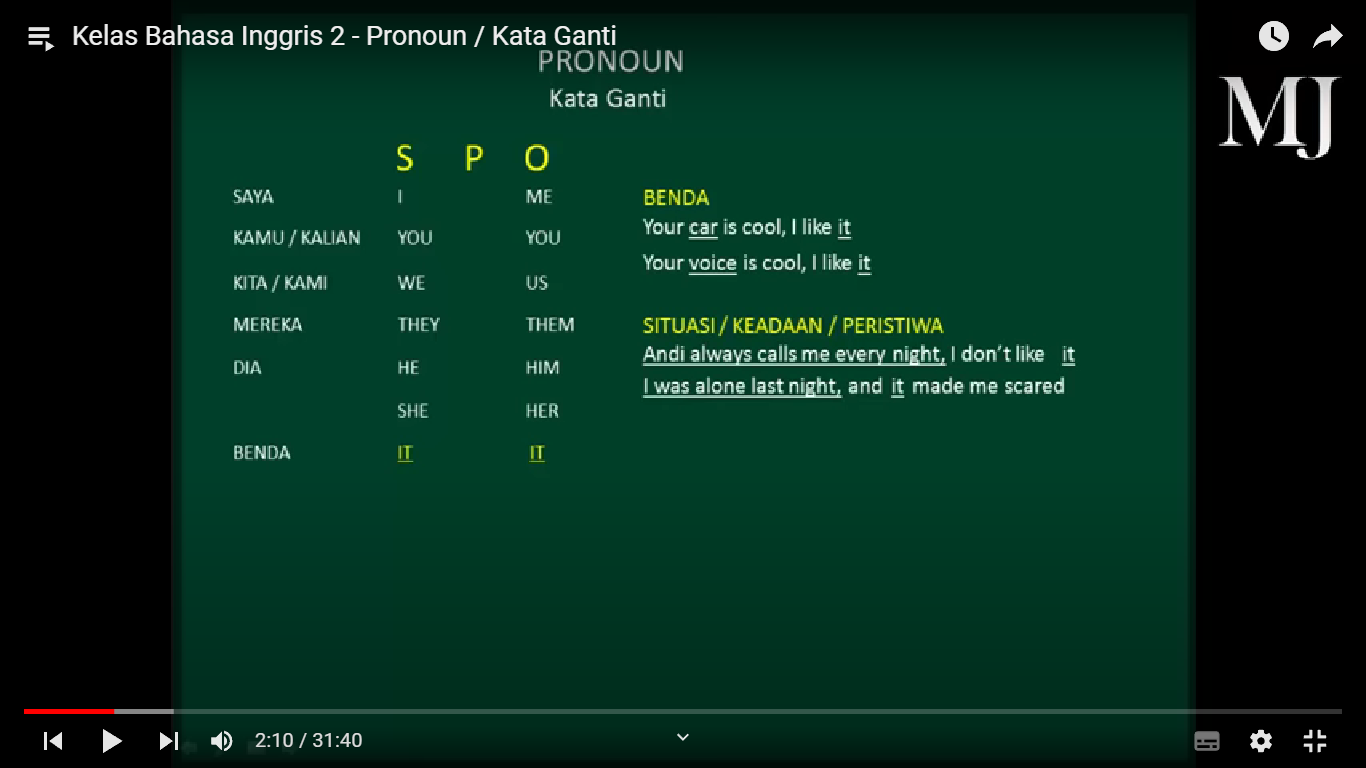 Kelas Bahasa Inggris 2 - Pronoun / Kata Ganti
PRONOUN
Kata Ganti
MJ
S P O
SAYA I ME
KAMU / KALIAN YOU YOU
KITA / KAMI WE US
MEREKA THEY THEM
DIA HE HIM
SHE HER
BENDA IT IT
BENDA
Your car is cool, I like it
Your voice is cool, I like it
SITUASI / KEADAAN / PERISTIWA
Andi always calls me every night, I don't like it
I was alone last night, and it made me scared
2:10 / 31:40